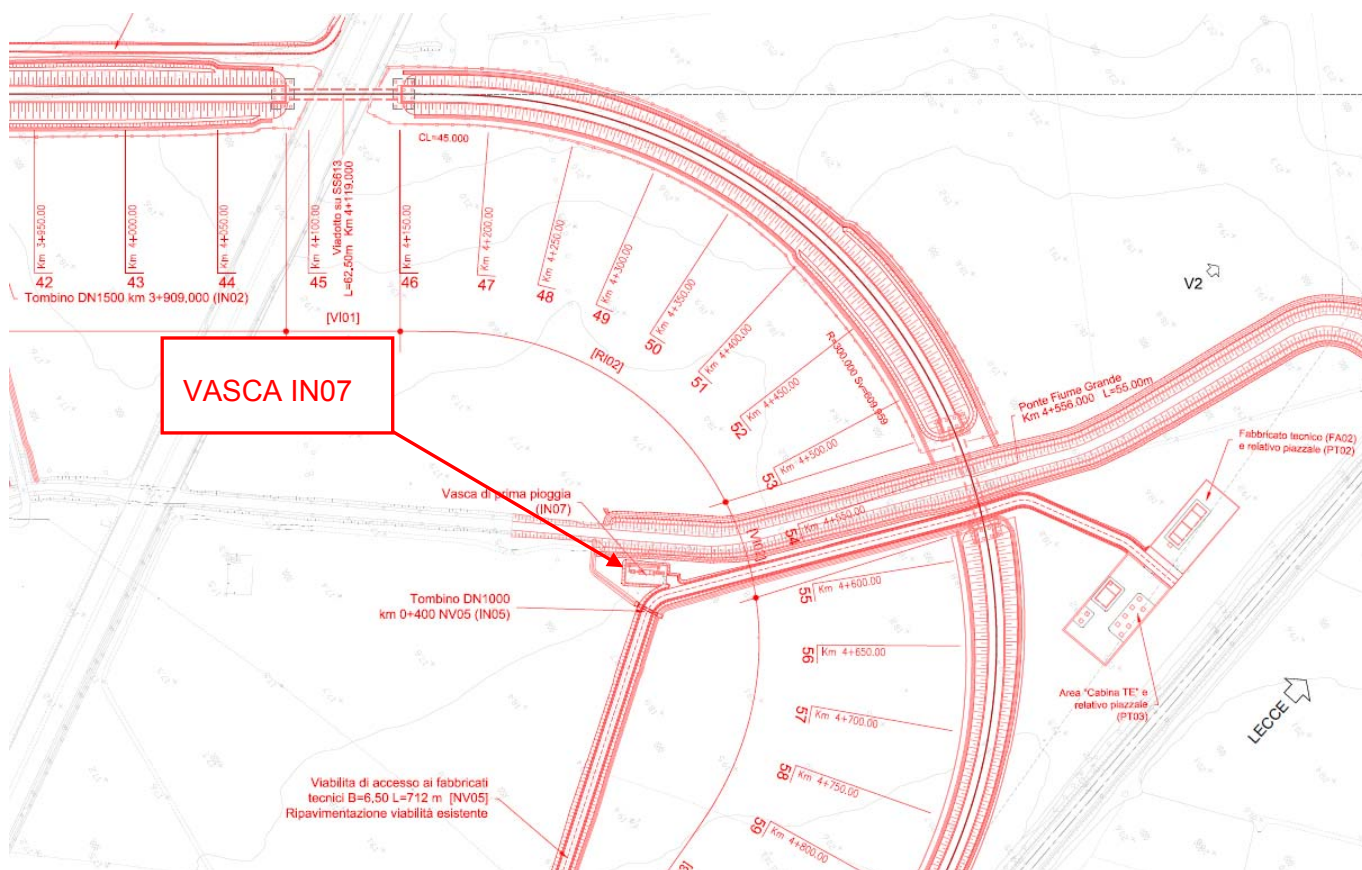 CL=45.000
Km 3+950.00
42
Km 4+000.00
43
Km 4+050.00
44
Km 4+100.00
45
Viadotto su SS613
L=62,50m Km 4+119.000
Km 4+150.00
46
Km 4+200.00
47
Km 4+250.00
48
Km 4+300.00
49
Km 4+350.00
50
Km 4+400.00
51
Km 4+450.00
52
Km 4+500.00
53
Km 4+550.00
54
Km 4+600.00
55
Km 4+650.00
56
Km 4+700.00
57
Km 4+750.00
58
Km 4+800.00
59
Tombino DN1500 km 3+909,000 (IN02)
[VI01]
[RI02]
R=300.000 Sv=609.959
V2
VASCA IN07
Ponte Fiume Grande
Km 4+556.000 L=55.00m
Fabbricato tecnico (FA02)
e relativo piazzale (PT02)
Vasca di prima pioggia
(IN07)
[VI02]
Tombino DN1000
km 0+400 NV05 (IN05)
Area "Cabina TE" e
relativo piazzale
(PT03)
LECCE
Viabilita di accesso ai fabbricati
tecnici B=6,50 L=712 m [NV05]
Ripavimentazione viabilità esistente